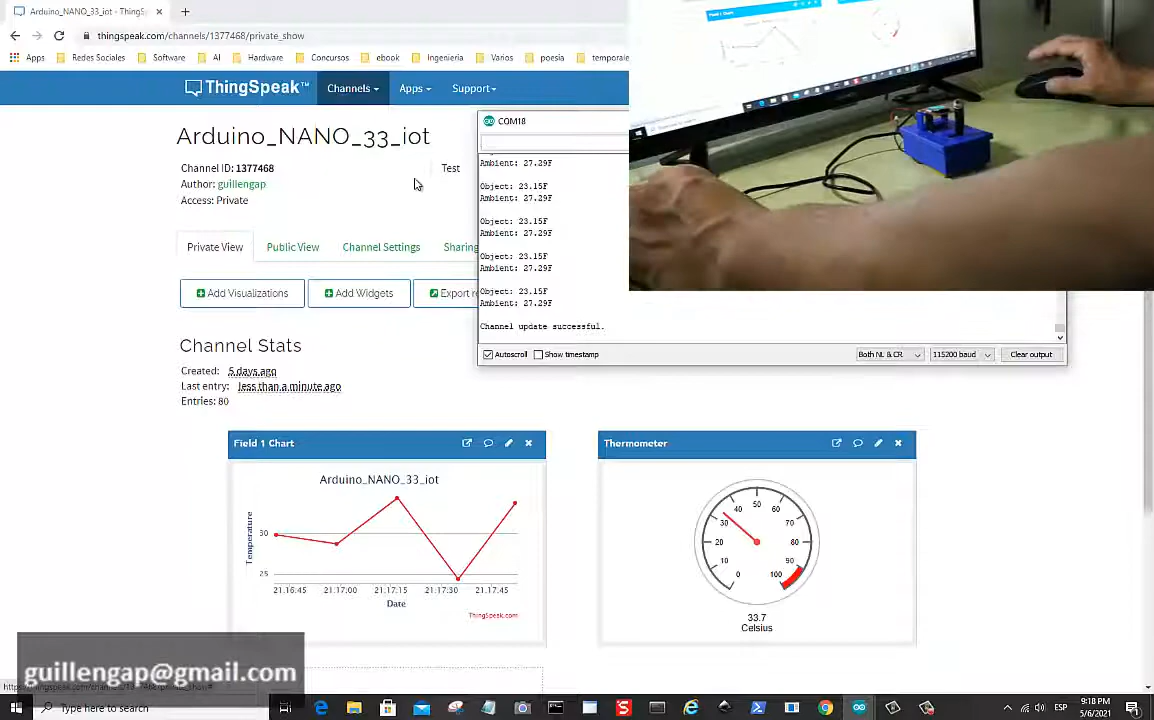 Arduino_NANO_33_iot - ThingS
thingspeak.com/channels/1377468/private_show
Apps Redes Sociales Software AI Hardware Concursos ebook Ingenieria Varios poesia temporale
ThingSpeak™ Channels Apps Support
Arduino_NANO_33_iot
Channel ID: 1377468 Test
Author: guillengap
Access: Private
Private View Public View Channel Settings Sharing
Add Visualizations Add Widgets Export re
COM18
Ambient: 27.29F
Object: 23.15F
Ambient: 27.29F
Object: 23.15F
Ambient: 27.29F
Object: 23.15F
Ambient: 27.29F
Object: 23.15F
Ambient: 27.29F
Channel update successful.
Autoscroll Show timestamp Both NL & CR 115200 baud Clear output
Channel Stats
Created: 5 days ago
Last entry: less than a minute ago
Entries: 80
Field 1 Chart
Arduino_NANO_33_iot
Temperature
30
25
21:16:45 21:17:00 21:17:15 21:17:30 21:17:45
Date
ThingSpeak.com
Thermometer
0 10 20 30 40 50 60 70 80 90 100
33.7
Celsius
guillengap@gmail.com
Type here to search
ESP
9:18 PM
5/6/2021